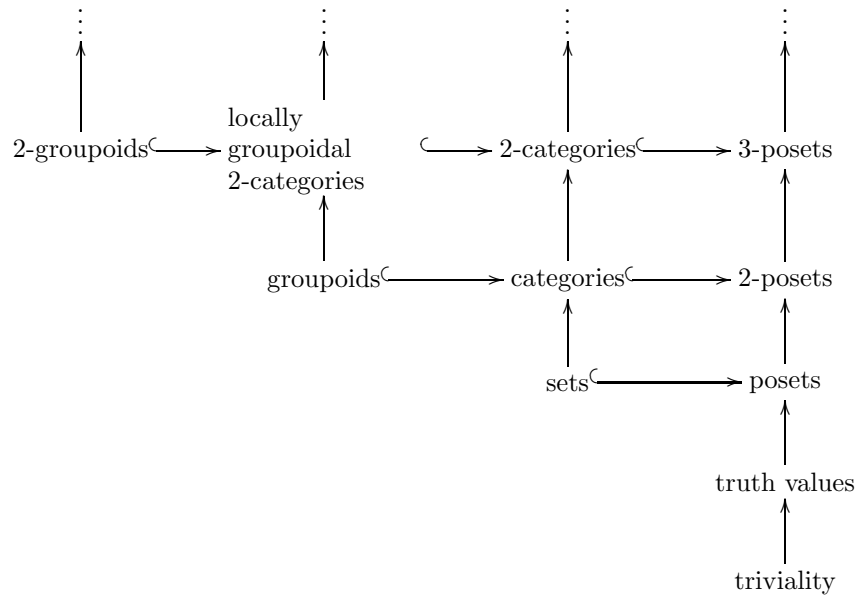 ⋮ ⋮ ⋮ ⋮
locally
2-groupoids groupoidal 2-categories 3-posets
2-categories
groupoids categories 2-posets
sets posets
truth values
triviality